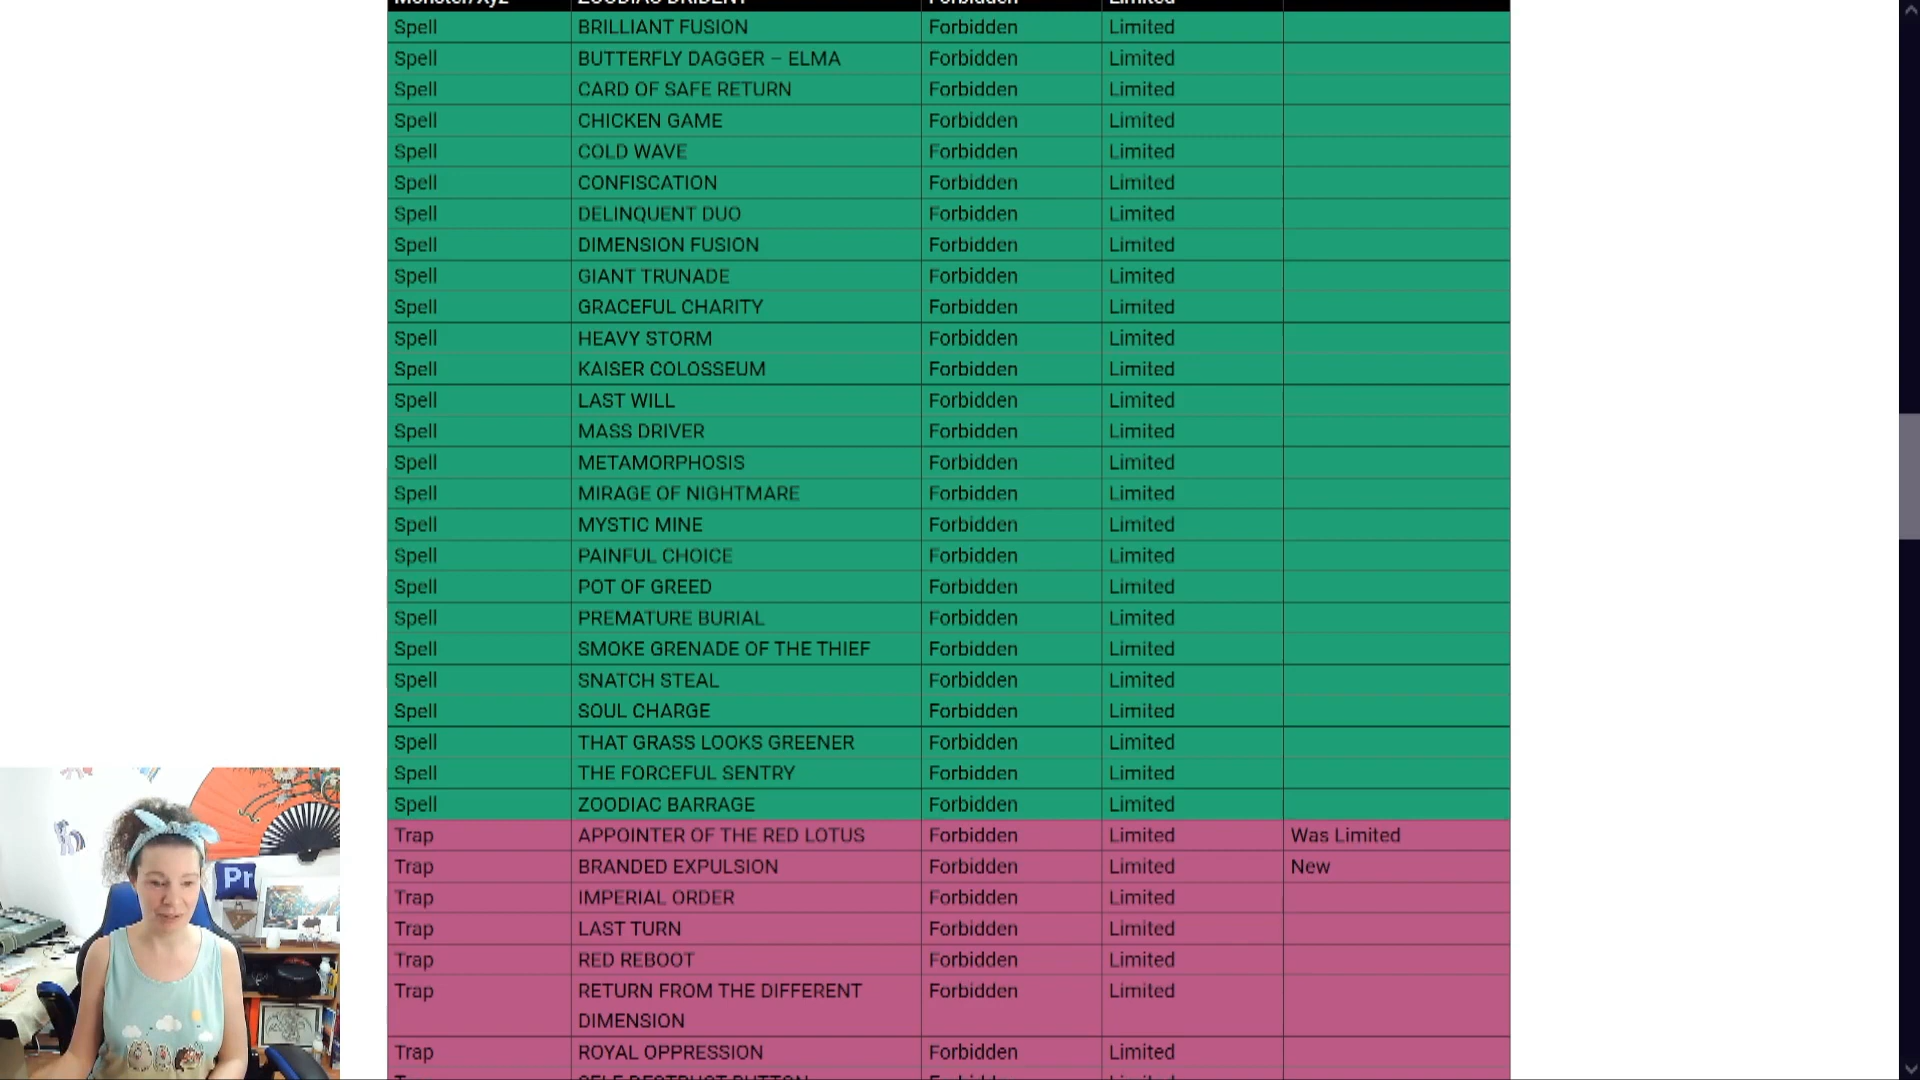 Monster/Xyz ZOODIAC DRIDENT Forbidden Limited
Spell BRILLIANT FUSION Forbidden Limited
Spell BUTTERFLY DAGGER – ELMA Forbidden Limited
Spell CARD OF SAFE RETURN Forbidden Limited
Spell CHICKEN GAME Forbidden Limited
Spell COLD WAVE Forbidden Limited
Spell CONFISCATION Forbidden Limited
Spell DELINQUENT DUO Forbidden Limited
Spell DIMENSION FUSION Forbidden Limited
Spell GIANT TRUNADE Forbidden Limited
Spell GRACEFUL CHARITY Forbidden Limited
Spell HEAVY STORM Forbidden Limited
Spell KAISER COLOSSEUM Forbidden Limited
Spell LAST WILL Forbidden Limited
Spell MASS DRIVER Forbidden Limited
Spell METAMORPHOSIS Forbidden Limited
Spell MIRAGE OF NIGHTMARE Forbidden Limited
Spell MYSTIC MINE Forbidden Limited
Spell PAINFUL CHOICE Forbidden Limited
Spell POT OF GREED Forbidden Limited
Spell PREMATURE BURIAL Forbidden Limited
Spell SMOKE GRENADE OF THE THIEF Forbidden Limited
Spell SNATCH STEAL Forbidden Limited
Spell SOUL CHARGE Forbidden Limited
Spell THAT GRASS LOOKS GREENER Forbidden Limited
Spell THE FORCEFUL SENTRY Forbidden Limited
Spell ZOODIAC BARRAGE Forbidden Limited
Trap APPOINTER OF THE RED LOTUS Forbidden Limited Was Limited
Trap BRANDED EXPULSION Forbidden Limited New
Trap IMPERIAL ORDER Forbidden Limited
Trap LAST TURN Forbidden Limited
Trap RED REBOOT Forbidden Limited
Trap RETURN FROM THE DIFFERENT Forbidden Limited
DIMENSION
Trap ROYAL OPPRESSION Forbidden Limited
Pr